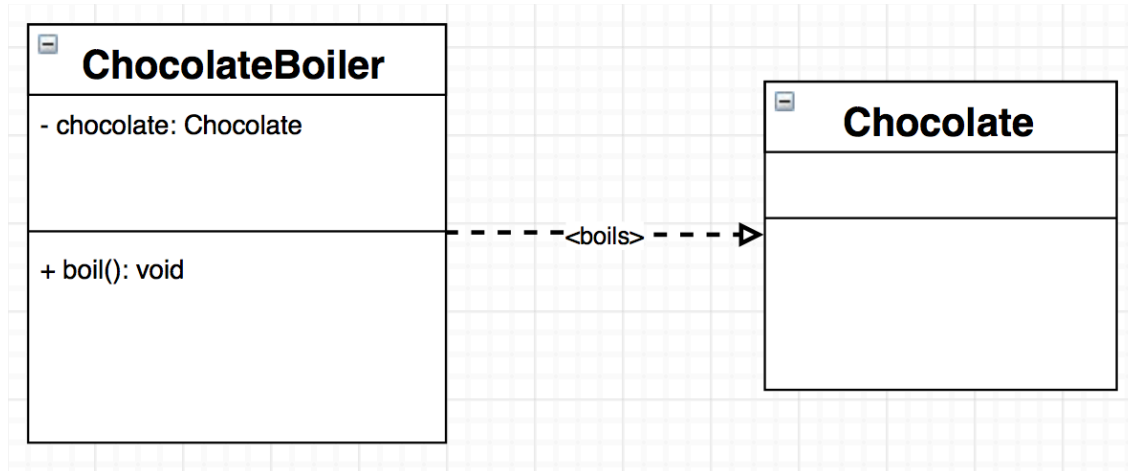 ChocolateBoiler
- chocolate: Chocolate
+ boil(): void
<boils>
Chocolate